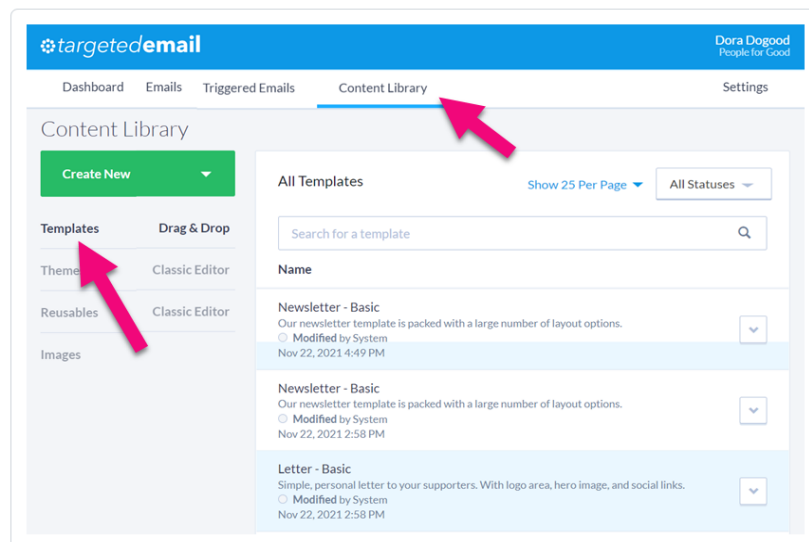 targetedemail
Dora Dogood
People for Good
Dashboard Emails Triggered Emails Content Library Settings
Content Library
Create New
Templates Drag & Drop
Theme Classic Editor
Reusables Classic Editor
Images
All Templates Show 25 Per Page All Statuses
Search for a template
Name
Newsletter - Basic
Our newsletter template is packed with a large number of layout options.
Modified by System
Nov 22, 2021 4:49 PM
Newsletter - Basic
Our newsletter template is packed with a large number of layout options.
Modified by System
Nov 22, 2021 2:58 PM
Letter - Basic
Simple, personal letter to your supporters. With logo area, hero image, and social links.
Modified by System
Nov 22, 2021 2:58 PM